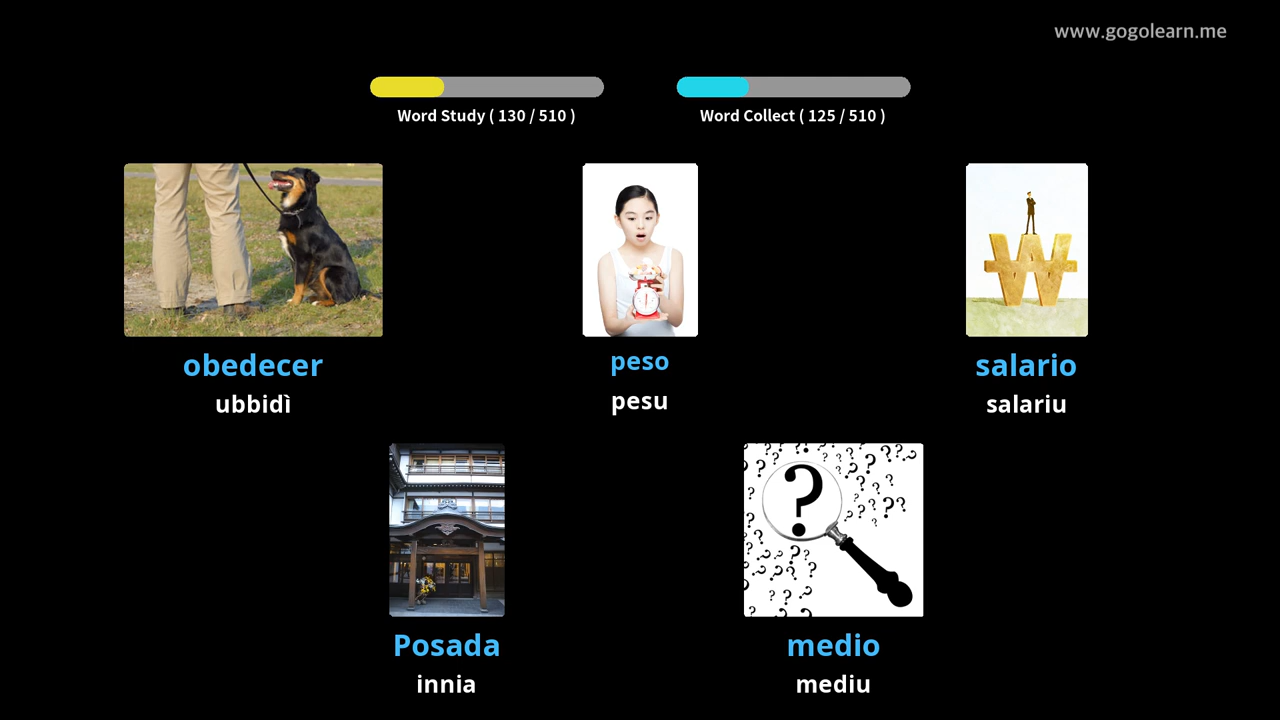 www.gogolearn.me
Word Study ( 130 / 510 )
Word Collect ( 125 / 510 )
obedecer
ubbidì
peso
pesu
salario
salariu
Posada
innia
medio
mediu